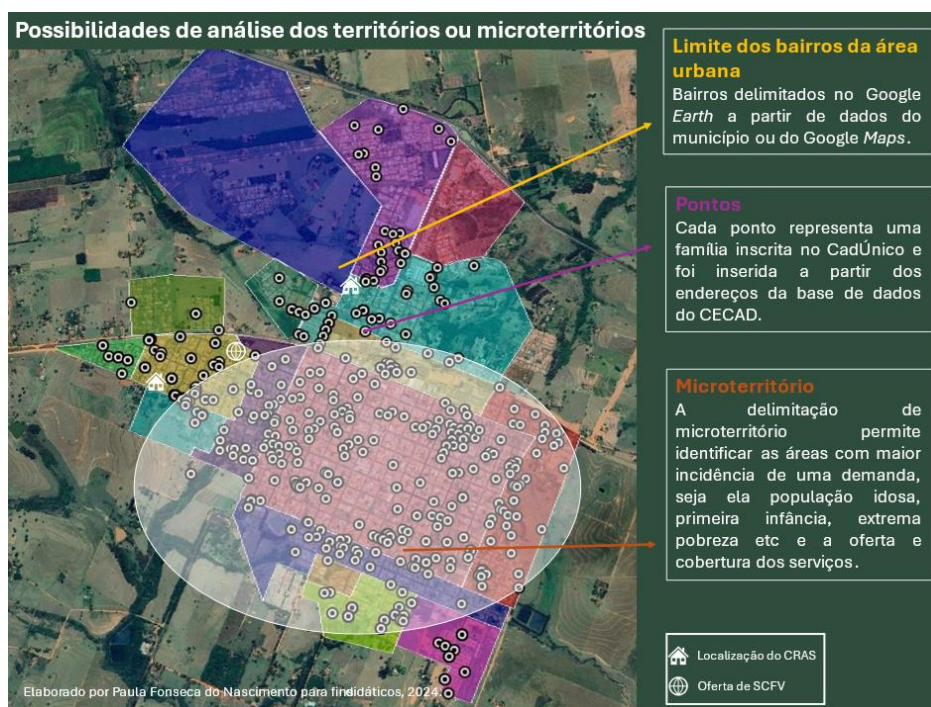 Possibilidades de análise dos territórios ou microterritórios
Limite dos bairros da área
urbana
Bairros delimitados no Google
Earth a partir de dados do
município ou do Google Maps.
Pontos
Cada ponto representa uma
família inscrita no CadÚnico e
foi inserida a partir dos
endereços da base de dados
do CECAD.
Microterritório
A delimitação de
microterritório permite
identificar as áreas com maior
incidência de uma demanda,
seja ela população idosa,
primeira infância, extrema
pobreza etc e a oferta e
cobertura dos serviços.
Localização do CRAS
Oferta de SCFV
Elaborado por Paula Fonseca do Nascimento para fins didáticos, 2024.